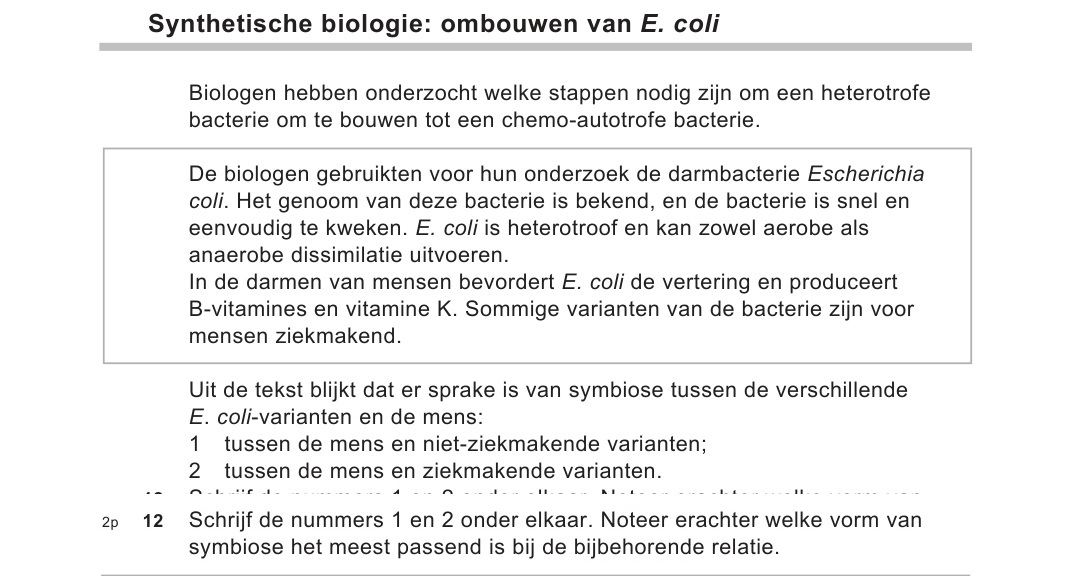 Synthetische biologie: ombouwen van E. coli
Biologen hebben onderzocht welke stappen nodig zijn om een heterotrofe
bacterie om te bouwen tot een chemo-autotrofe bacterie.
De biologen gebruikten voor hun onderzoek de darmbacterie Escherichia
coli. Het genoom van deze bacterie is bekend, en de bacterie is snel en
eenvoudig te kweken. E. coli is heterotroof en kan zowel aerobe als
anaerobe dissimilatie uitvoeren.
In de darmen van mensen bevordert E. coli de vertering en produceert
B-vitamines en vitamine K. Sommige varianten van de bacterie zijn voor
mensen ziekmakend.
Uit de tekst blijkt dat er sprake is van symbiose tussen de verschillende
E. coli-varianten en de mens:
1 tussen de mens en niet-ziekmakende varianten;
2 tussen de mens en ziekmakende varianten.
2p 12 Schrijf de nummers 1 en 2 onder elkaar. Noteer erachter welke vorm van
symbiose het meest passend is bij de bijbehorende relatie.